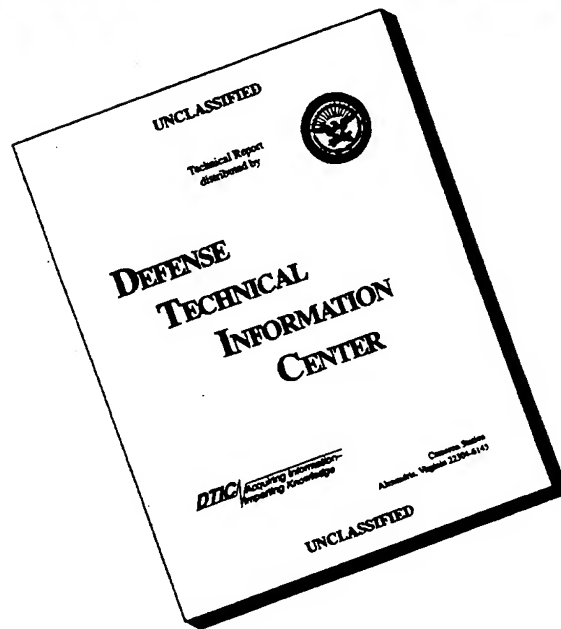 UNCLASSIFIED
Technical Report
distributed by
DEFENSE
TECHNICAL
INFORMATION
CENTER
DTIC Acquiring Information-
Imparting Knowledge
Cameron Station
Alexandria, Virginia 22304-6145
UNCLASSIFIED